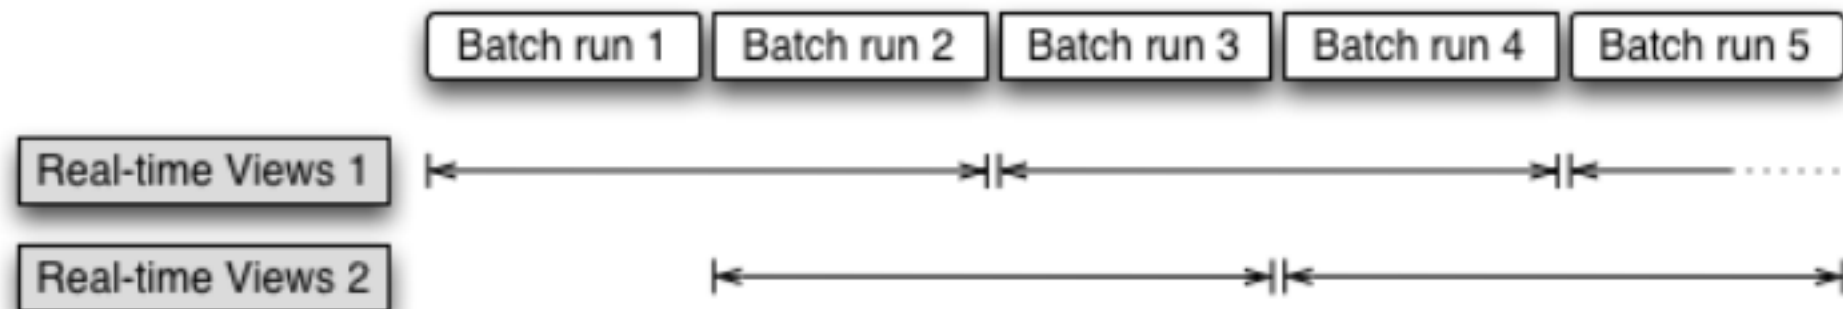 Batch run 1 Batch run 2 Batch run 3 Batch run 4 Batch run 5
Real-time Views 1
Real-time Views 2